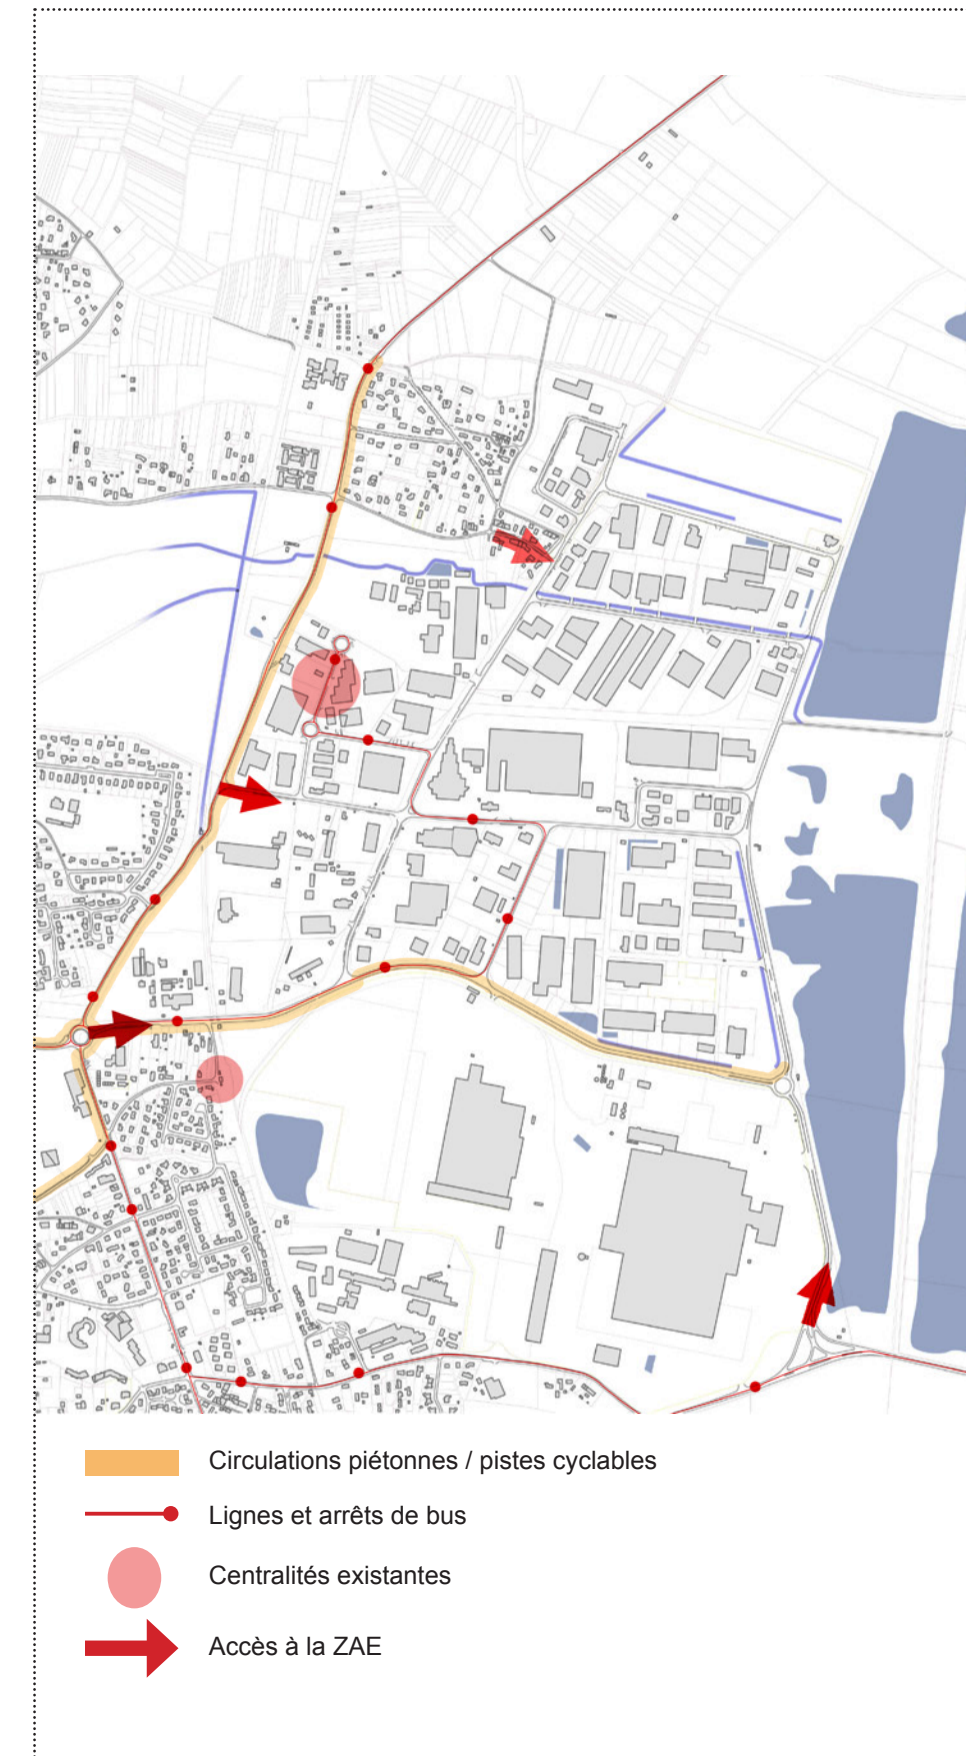 Circulations piétonnes / pistes cyclables
Lignes et arrêts de bus
Centralités existantes
Accès à la ZAE